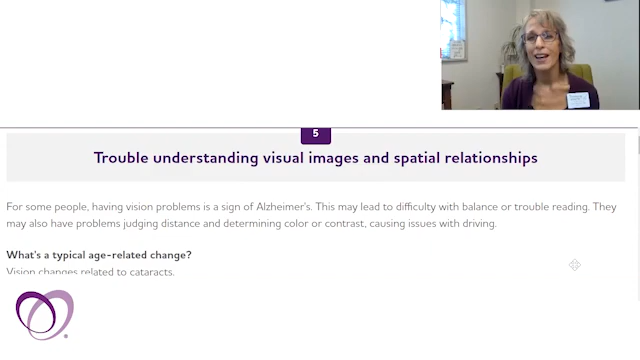 5
Trouble understanding visual images and spatial relationships
For some people, having vision problems is a sign of Alzheimer's. This may lead to difficulty with balance or trouble reading. They
may also have problems judging distance and determining color or contrast, causing issues with driving.
What's a typical age-related change?
Vision changes related to cataracts.
®